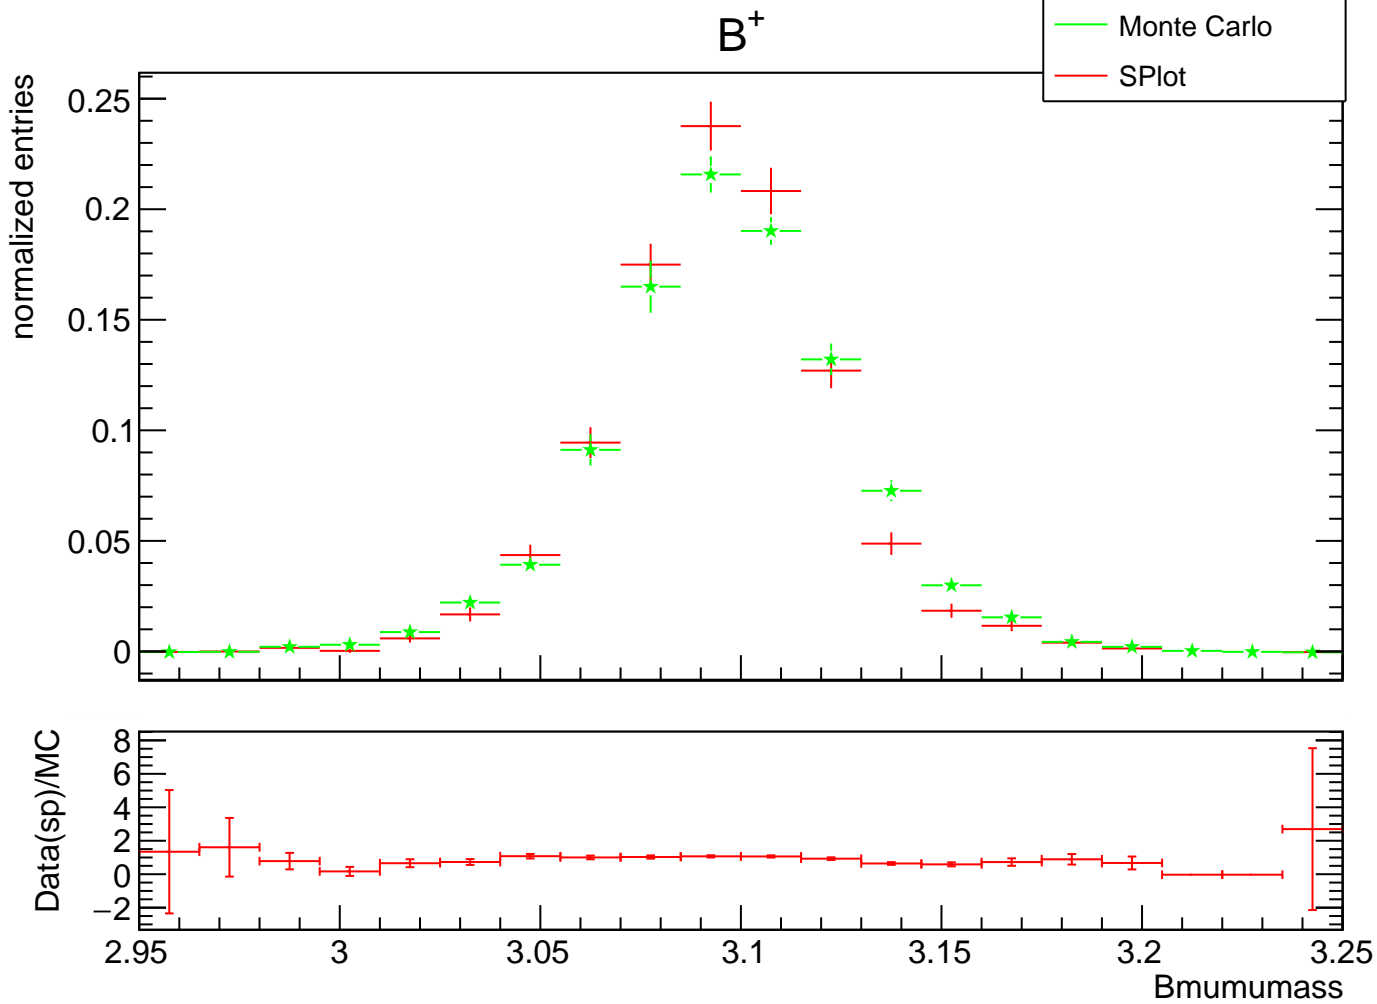 B+
Monte Carlo
SPlot
normalized entries
0.25
0.2
0.15
0.1
0.05
0
Data(sp)/MC
8
6
4
2
0
−2
2.95 3 3.05 3.1 3.15 3.2 3.25
Bmumumass